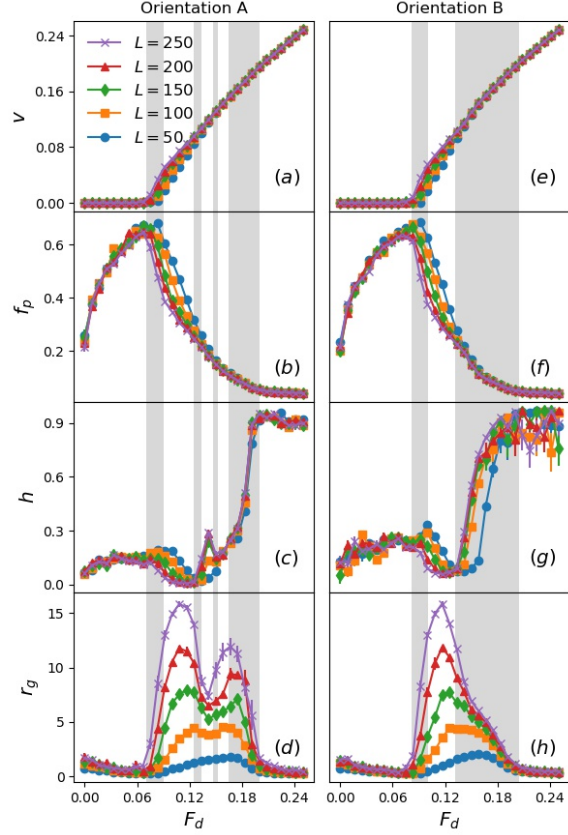 Orientation A
Orientation B
0.24
0.16
0.08
0.00
v
L = 250
L = 200
L = 150
L = 100
L = 50
(a)
(e)
0.6
0.4
0.2
f_p
(b)
(f)
0.9
0.6
0.3
0.0
h
(c)
(g)
15
10
5
0
r_g
(d)
(h)
0.00 0.06 0.12 0.18 0.24
0.00 0.06 0.12 0.18 0.24
F_d
F_d